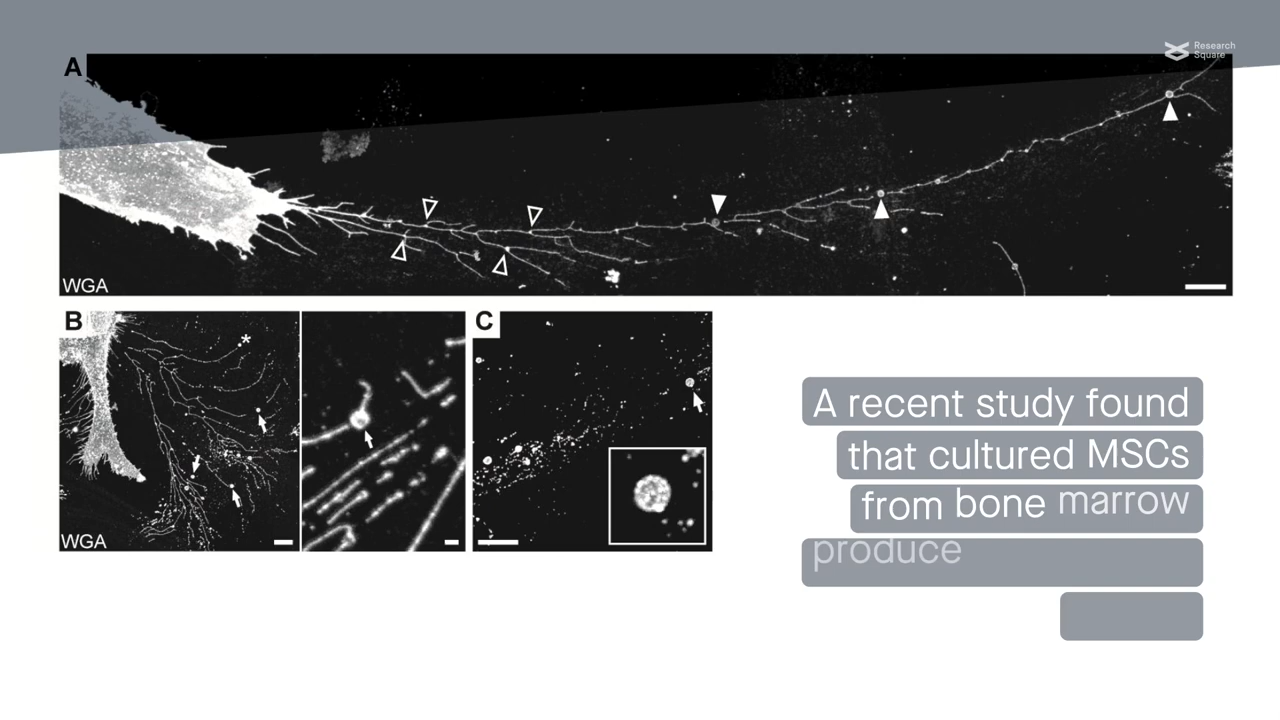 Research
Square
A
WGA
B
WGA
*
C
A recent study found
that cultured MSCs
from bone marrow
produce